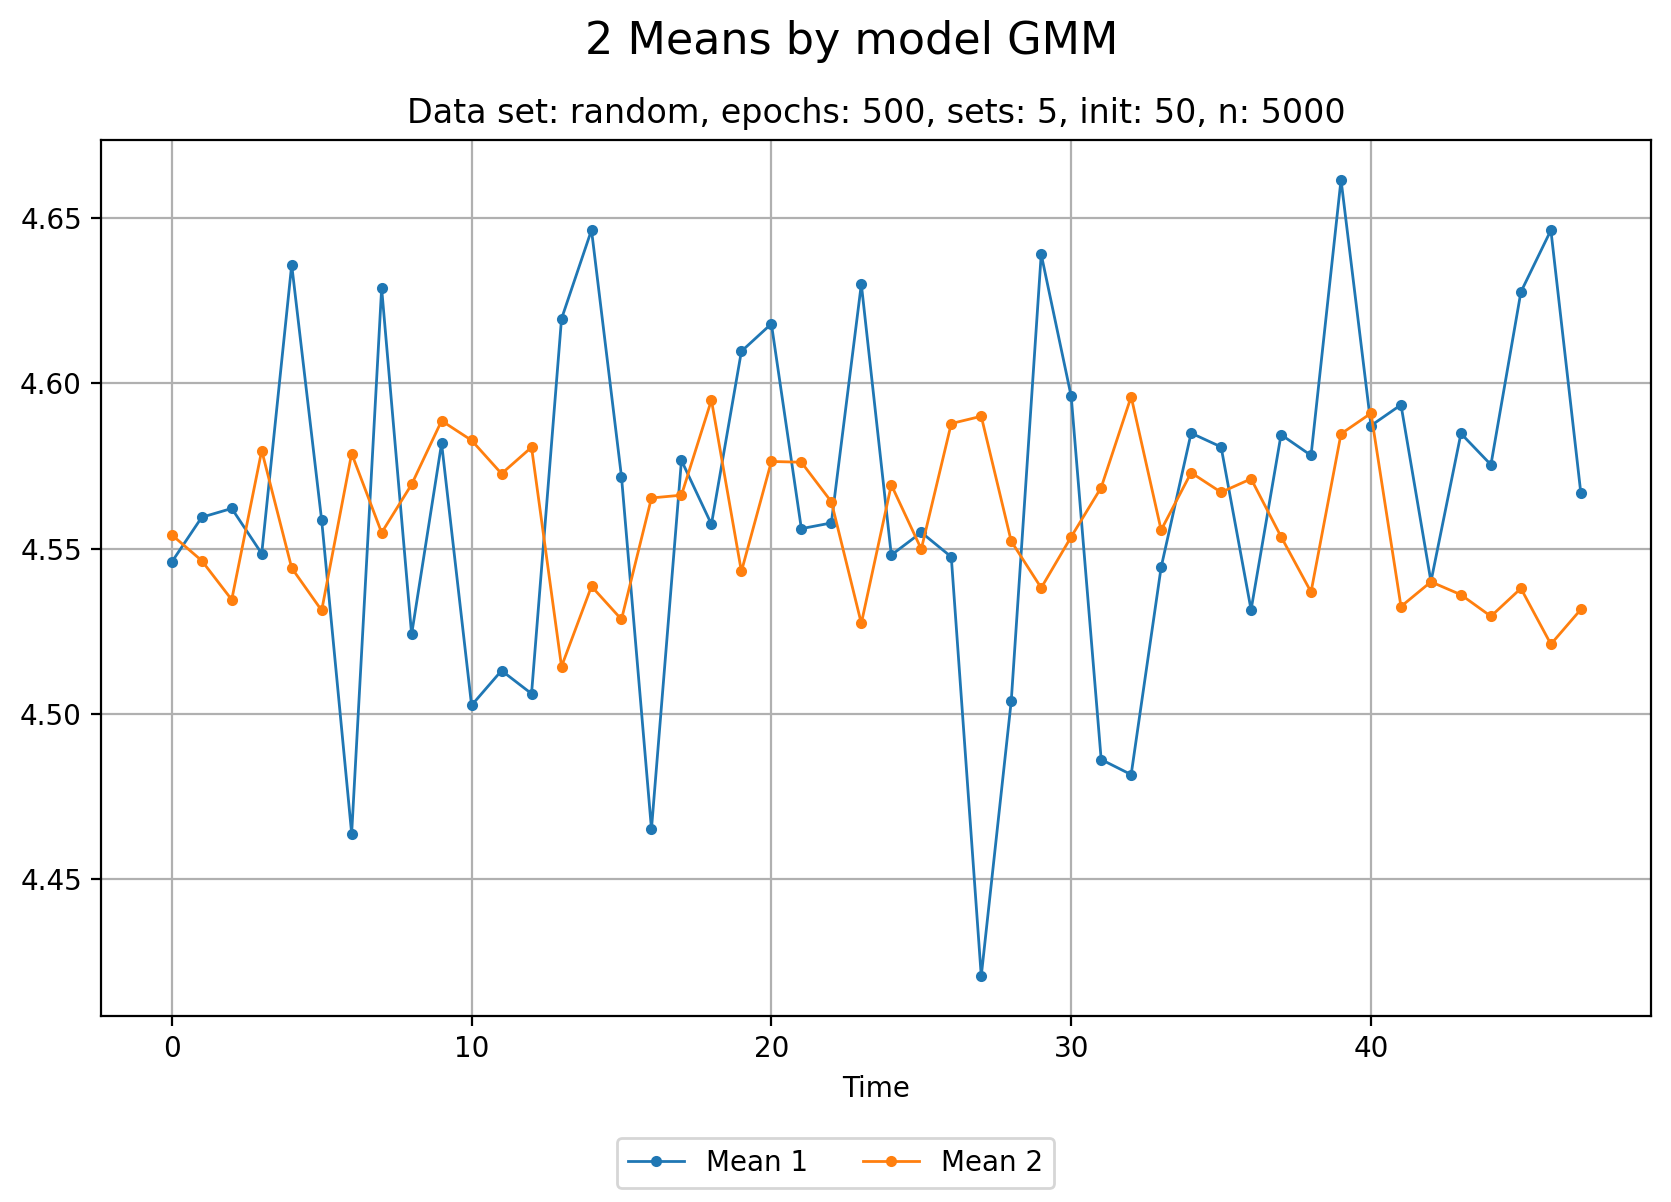 2 Means by model GMM
Data set: random, epochs: 500, sets: 5, init: 50, n: 5000
4.65
4.60
4.55
4.50
4.45
0 10 20 30 40
Time
Mean 1 Mean 2